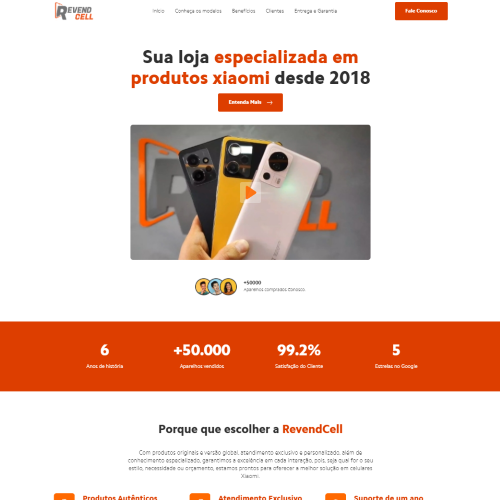 REVEND
CELL
Início Conheça os modelos Benefícios Clientes Entrega e Garantia
Fale Conosco
Sua loja especializada em
produtos xiaomi desde 2018
Entenda Mais →
+50000
Aparelhos comprados conosco.
6 +50.000 99.2% 5
Anos de história Aparelhos vendidos Satisfação do Cliente Estrelas no Google
Porque que escolher a RevendCell
Com produtos originais e versão global, atendimento exclusivo e personalizado, além de
conhecimento especializado, garantimos a excelência em cada interação, pois, seja qual for o seu
estilo, necessidade ou orçamento, estamos prontos para oferecer a melhor solução em celulares
Xiaomi.
Produtos Autênticos Atendimento Exclusivo Suporte de um ano